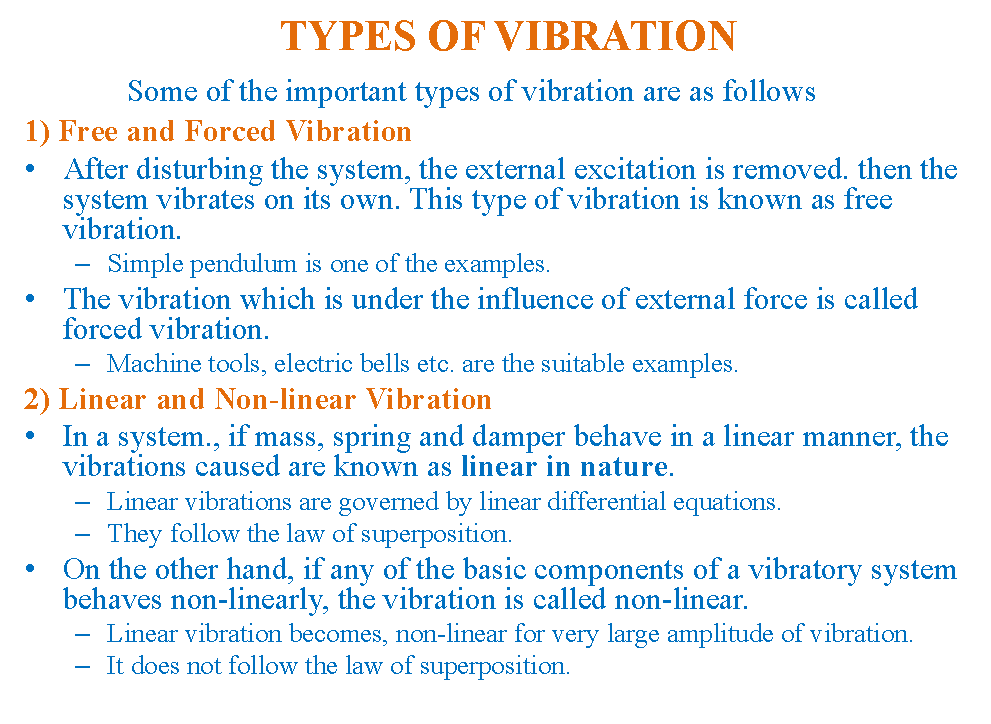 TYPES OF VIBRATION
Some of the important types of vibration are as follows
1) Free and Forced Vibration
• After disturbing the system, the external excitation is removed. then the
system vibrates on its own. This type of vibration is known as free
vibration.
– Simple pendulum is one of the examples.
• The vibration which is under the influence of external force is called
forced vibration.
– Machine tools, electric bells etc. are the suitable examples.
2) Linear and Non-linear Vibration
• In a system., if mass, spring and damper behave in a linear manner, the
vibrations caused are known as linear in nature.
– Linear vibrations are governed by linear differential equations.
– They follow the law of superposition.
• On the other hand, if any of the basic components of a vibratory system
behaves non-linearly, the vibration is called non-linear.
– Linear vibration becomes, non-linear for very large amplitude of vibration.
– It does not follow the law of superposition.